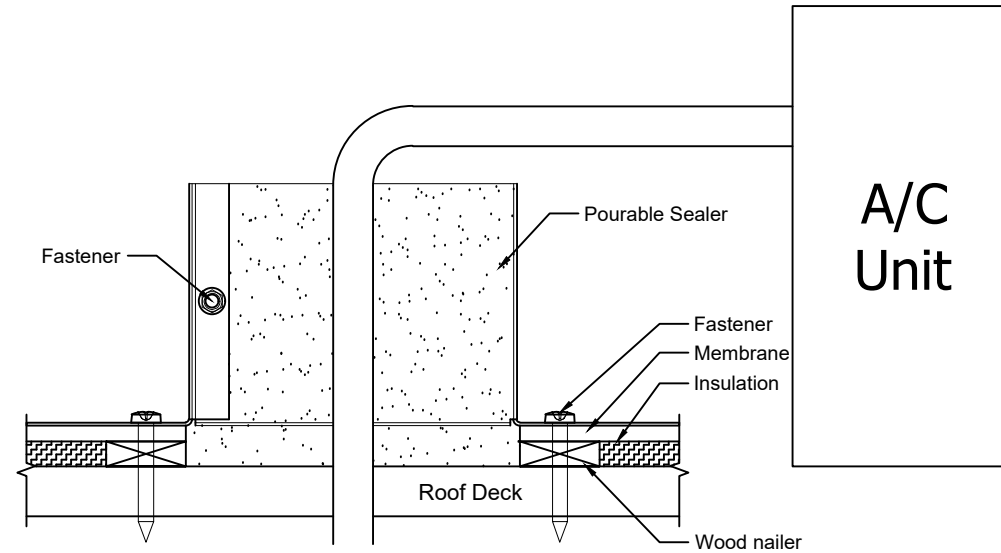 A/C
Unit
Pourable Sealer
Fastener
Fastener
Membrane
Insulation
Roof Deck
Wood nailer